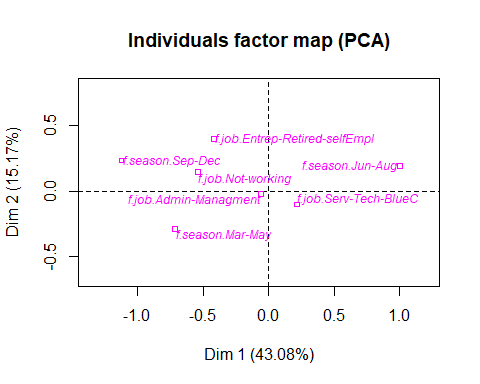 Individuals factor map (PCA)
Dim 2 (15.17%)
0.5
0.0
-0.5
f.job.Entrep-Retired-selfEmpl
f.season.Sep-Dec
f.season.Jun-Aug
f.job.Not-working
f.job.Admin-Managment
f.job.Serv-Tech-BlueC
f.season.Mar-May
-1.0 -0.5 0.0 0.5 1.0
Dim 1 (43.08%)